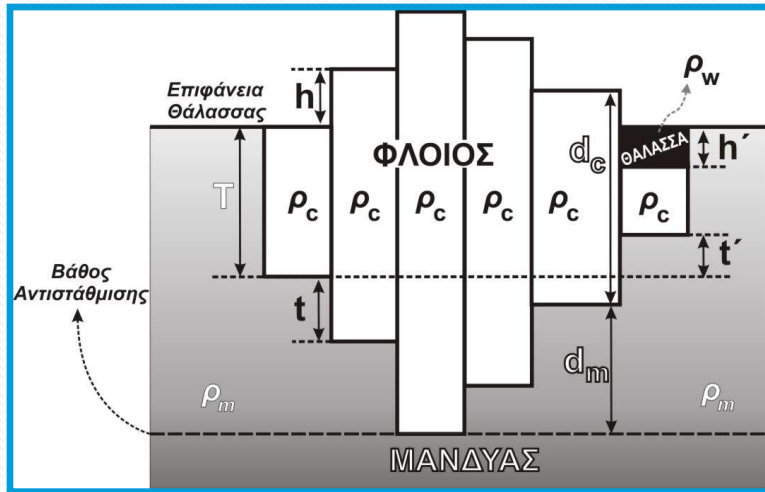 ρw
Επιφάνεια
Θάλασσας
h
ΘΑΛΑΣΣΑ
h´
ΦΛΟΙΟΣ
dc
T
ρc
ρc
ρc
ρc
ρc
ρc
t´
Βάθος
Αντιστάθμισης
t
dm
ρm
ρm
ΜΑΝΔΥΑΣ